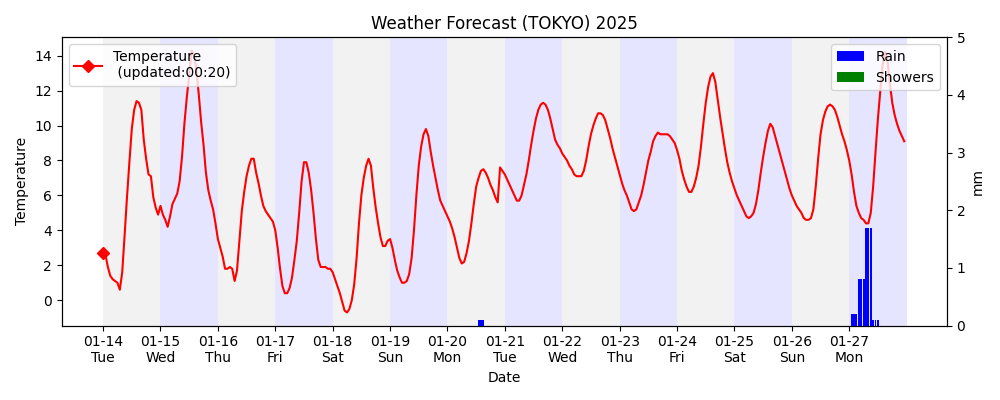 Weather Forecast (TOKYO) 2025
Temperature
(updated:00:20)
Rain
Showers
Temperature
14
12
10
8
6
4
2
0
5
4
3
2
1
0
mm
01-14 01-15 01-16 01-17 01-18 01-19 01-20 01-21 01-22 01-23 01-24 01-25 01-26 01-27
Tue Wed Thu Fri Sat Sun Mon Tue Wed Thu Fri Sat Sun Mon
Date